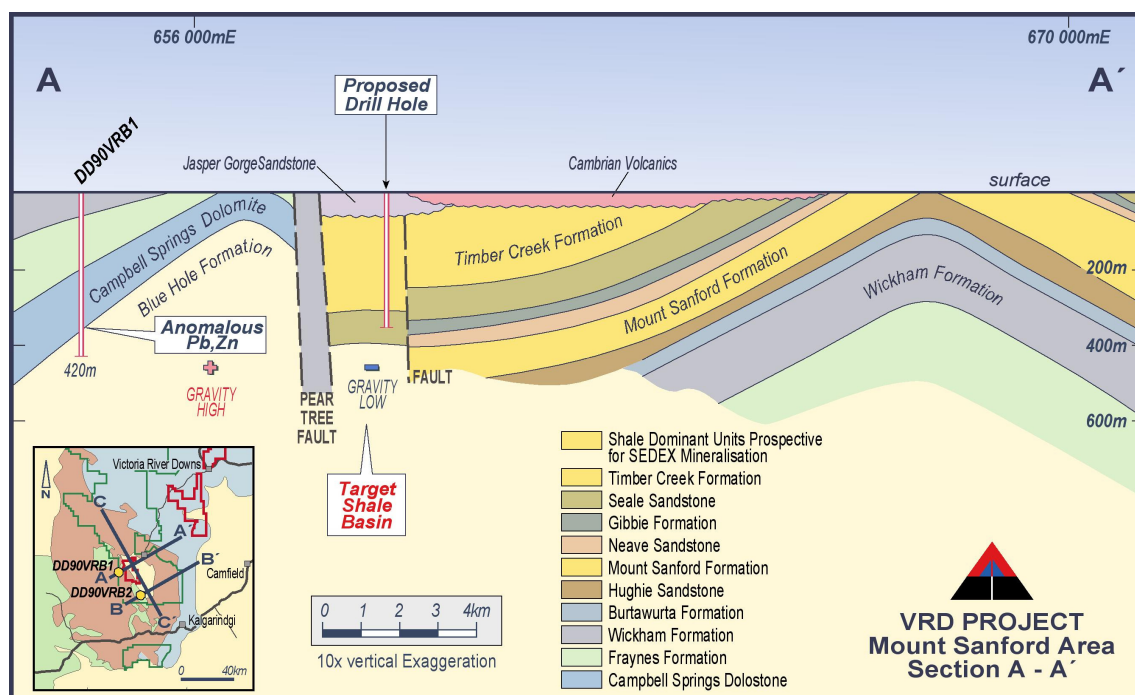 656 000mE
670 000mE
A
A´
Proposed
Drill Hole
DD90VRB1
Jasper GorgeSandstone
Cambrian Volcanics
surface
Campbell Springs Dolomite
Blue Hole Formation
Timber Creek Formation
Mount Sanford Formation
Wickham Formation
200m
400m
600m
Anomalous
Pb,Zn
420m
GRAVITY
HIGH
PEAR
TREE
FAULT
GRAVITY
LOW
FAULT
Target
Shale
Basin
N
Victoria River Downs
C
A´
B´
DD90VRB1
A
DD90VRB2
B
C´
Camfield
Kalgarindgi
0 40km
0 1 2 3 4km
10x vertical Exaggeration
Shale Dominant Units Prospective
for SEDEX Mineralisation
Timber Creek Formation
Seale Sandstone
Gibbie Formation
Neave Sandstone
Mount Sanford Formation
Hughie Sandstone
Burtawurta Formation
Wickham Formation
Fraynes Formation
Campbell Springs Dolostone
VRD PROJECT
Mount Sanford Area
Section A - A´